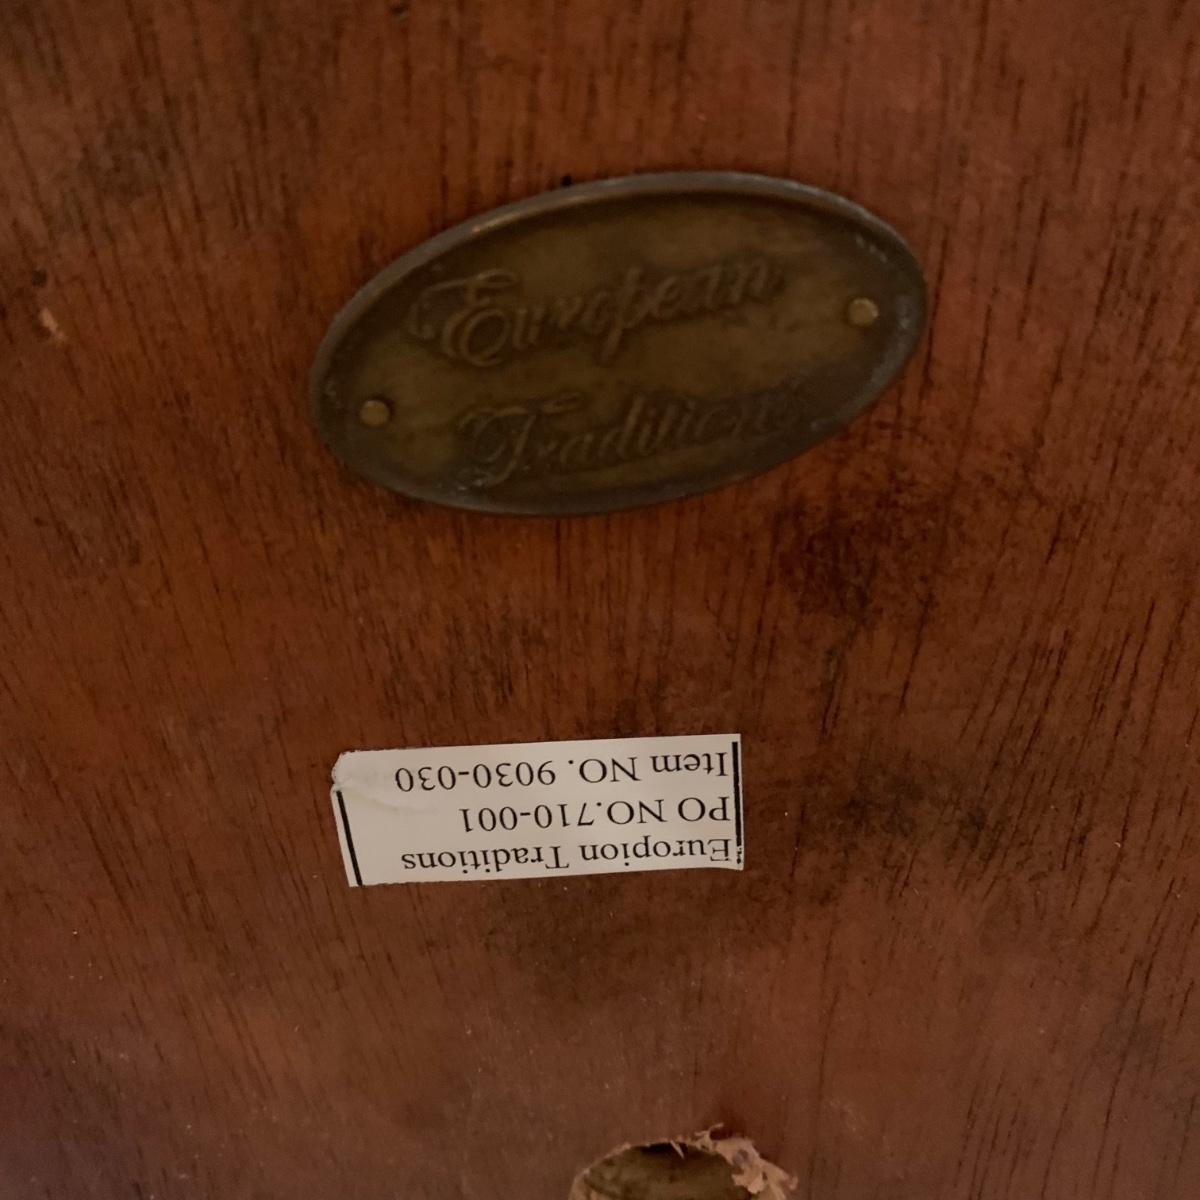 European
Traditions
Europion Traditions
PO NO.710-001
Item NO. 9030-030